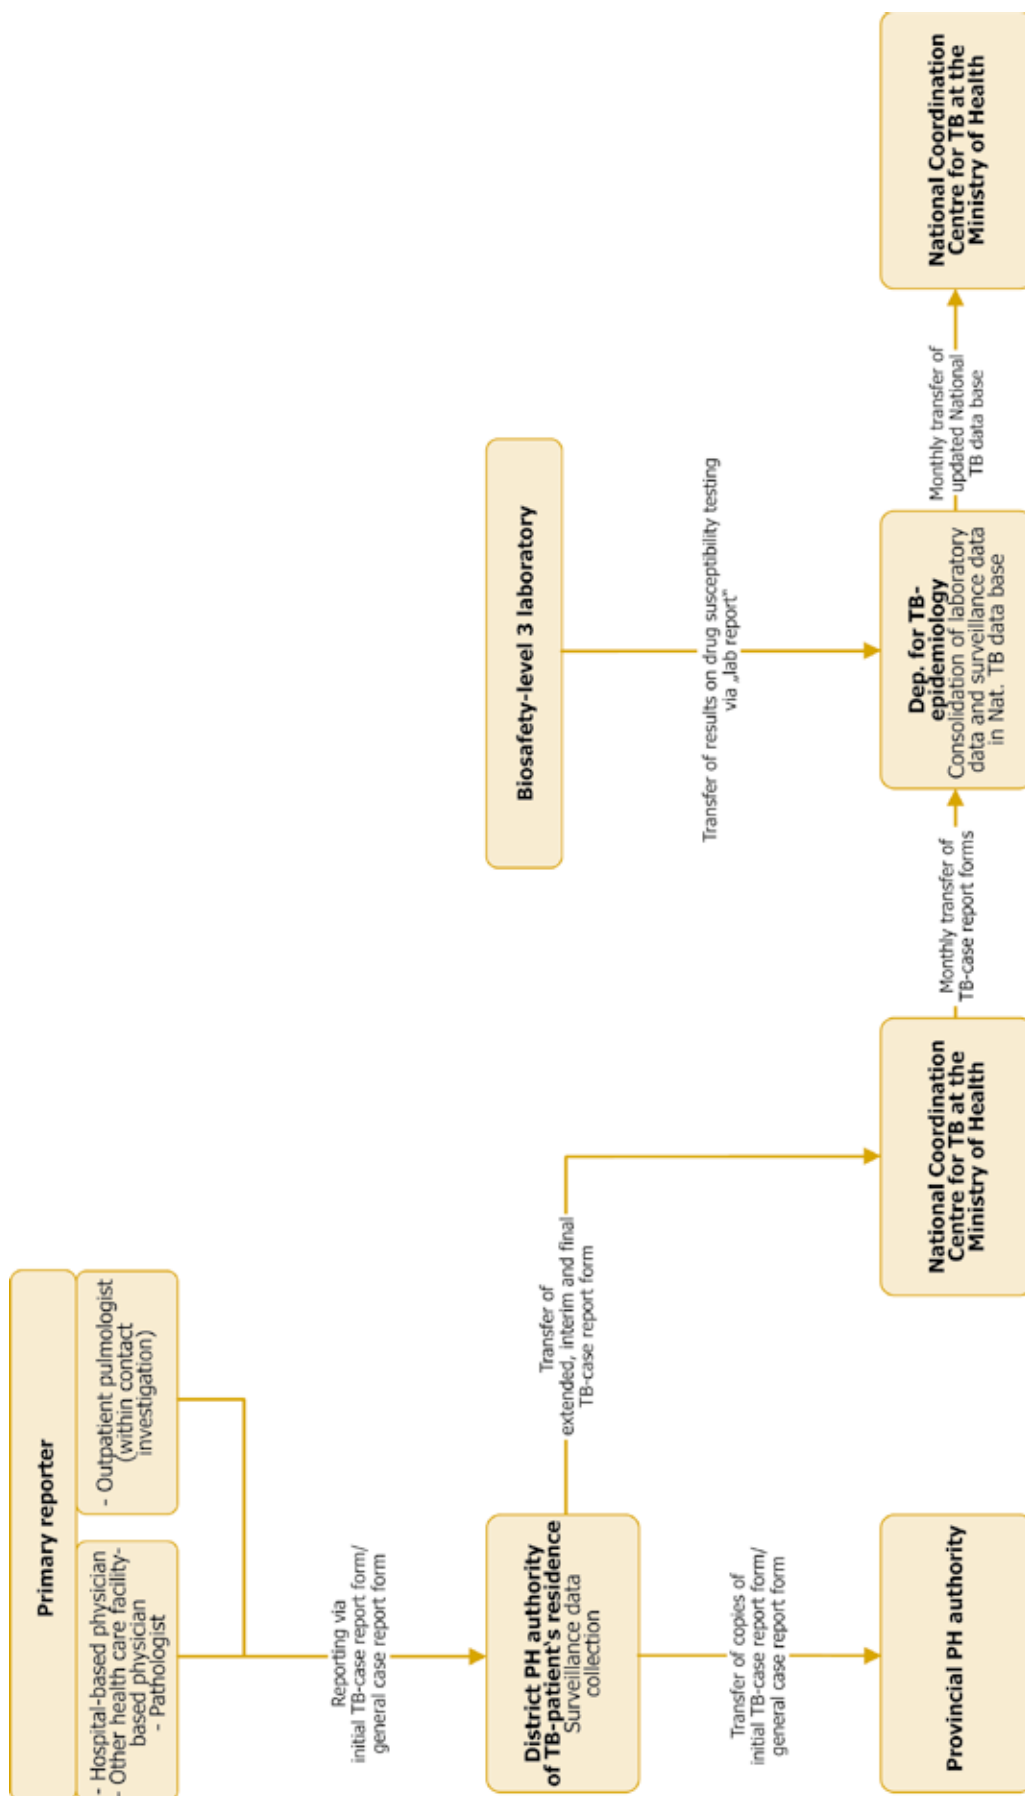 Primary reporter
- Hospital-based physician
- Other health care facility-
based physician
- Pathologist
- Outpatient pulmologist
(within contact
investigation)
Reporting via
initial TB-case report form/
general case report form
District PH authority
of TB-patient's residence
Surveillance data
collection
Transfer of
extended, interim and final
TB-case report form
Transfer of copies of
initial TB-case report form/
general case report form
Provincial PH authority
National Coordination
Centre for TB at the
Ministry of Health
Monthly transfer of
TB-case report forms
Biosafety-level 3 laboratory
Transfer of results on drug susceptibility testing
via „lab report"
Dep. for TB-
epidemiology
Consolidation of laboratory
data and surveillance data
in Nat. TB data base
Monthly transfer of
updated National
TB data base
National Coordination
Centre for TB at the
Ministry of Health